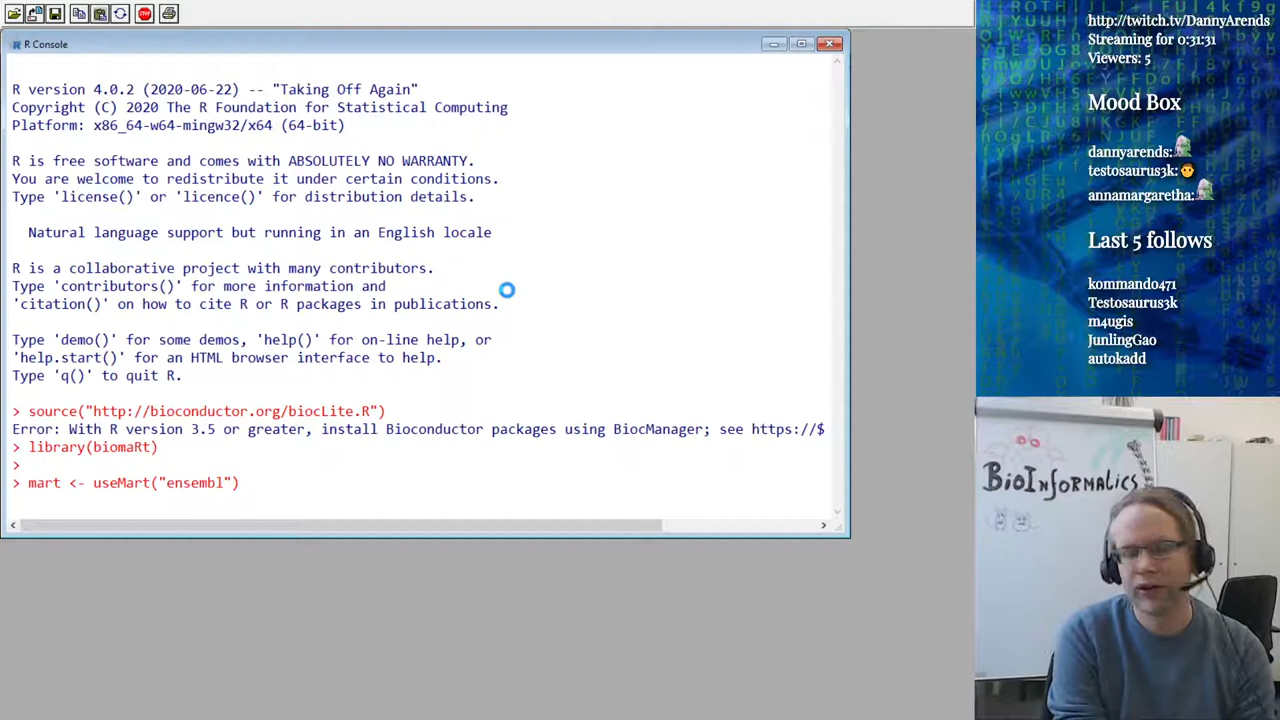 R Console
R version 4.0.2 (2020-06-22) -- "Taking Off Again"
Copyright (C) 2020 The R Foundation for Statistical Computing
Platform: x86_64-w64-mingw32/x64 (64-bit)
R is free software and comes with ABSOLUTELY NO WARRANTY.
You are welcome to redistribute it under certain conditions.
Type 'license()' or 'licence()' for distribution details.
Natural language support but running in an English locale
R is a collaborative project with many contributors.
Type 'contributors()' for more information and
'citation()' on how to cite R or R packages in publications.
Type 'demo()' for some demos, 'help()' for on-line help, or
'help.start()' for an HTML browser interface to help.
Type 'q()' to quit R.
> source("http://bioconductor.org/biocLite.R")
Error: With R version 3.5 or greater, install Bioconductor packages using BiocManager; see https://$
> library(biomaRt)
>
> mart <- useMart("ensembl")
http://twitch.tv/DannyArends
Streaming for 0:31:31
Viewers: 5
Mood Box
dannyarends:
testosaurus3k:
annamargaretha:
Last 5 follows
kommando471
Testosaurus3k
m4ugis
JunlingGao
autokadd
BioInformatics